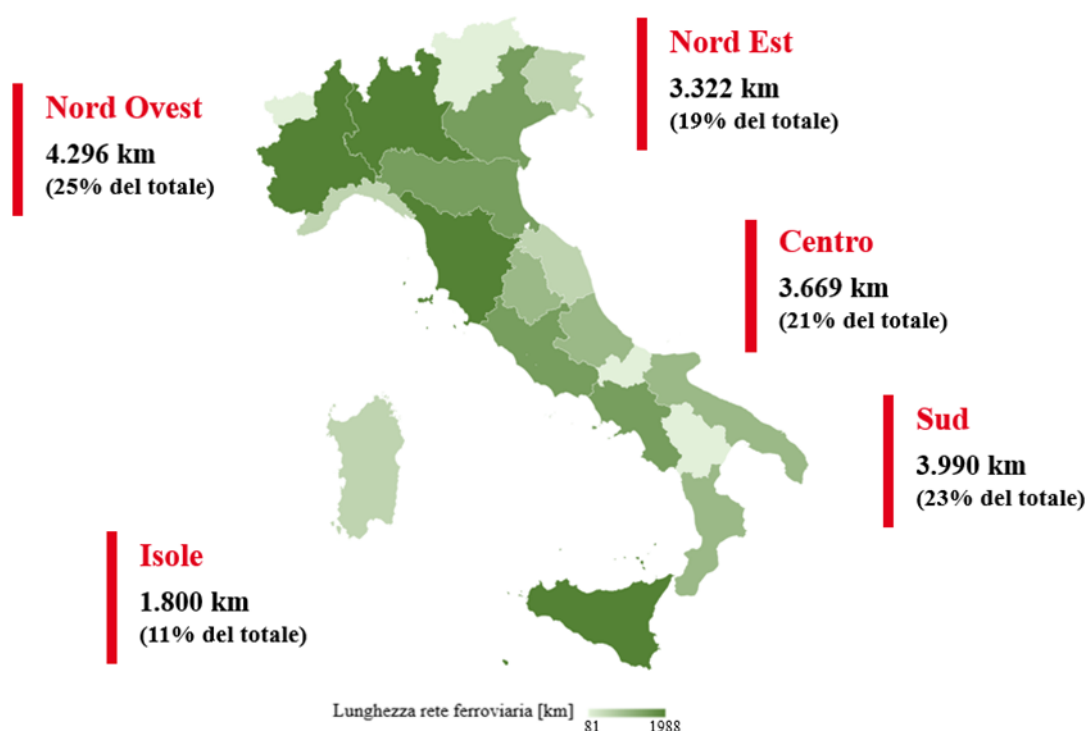 Nord Est
3.322 km
(19% del totale)
Nord Ovest
4.296 km
(25% del totale)
Centro
3.669 km
(21% del totale)
Sud
3.990 km
(23% del totale)
Isole
1.800 km
(11% del totale)
Lunghezza rete ferroviaria [km]
81 1988